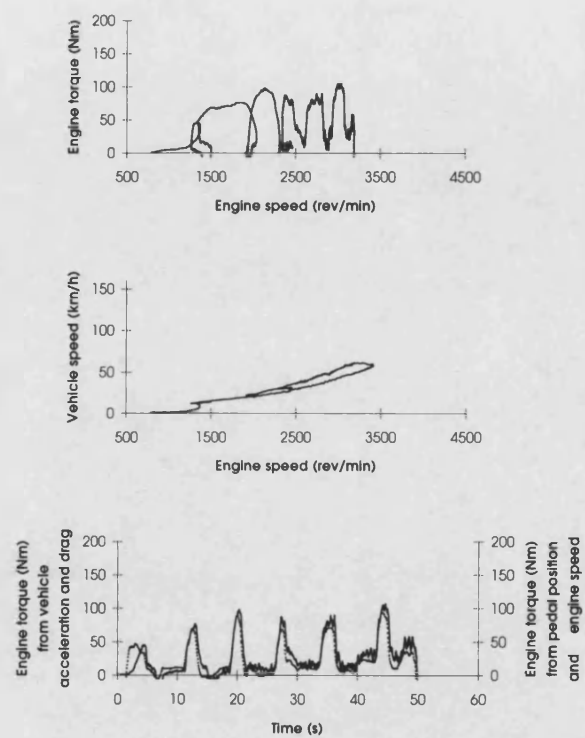 Engine torque (Nm)
200
150
100
50
0
500 1500 2500 3500 4500
Engine speed (rev/min)
Vehicle speed (km/h)
150
100
50
0
500 1500 2500 3500 4500
Engine speed (rev/min)
Engine torque (Nm)
from vehicle
acceleration and drag
200
150
100
50
0
0 10 20 30 40 50 60
Time (s)
200
150
100
50
0
Engine torque (Nm)
from pedal position
and engine speed